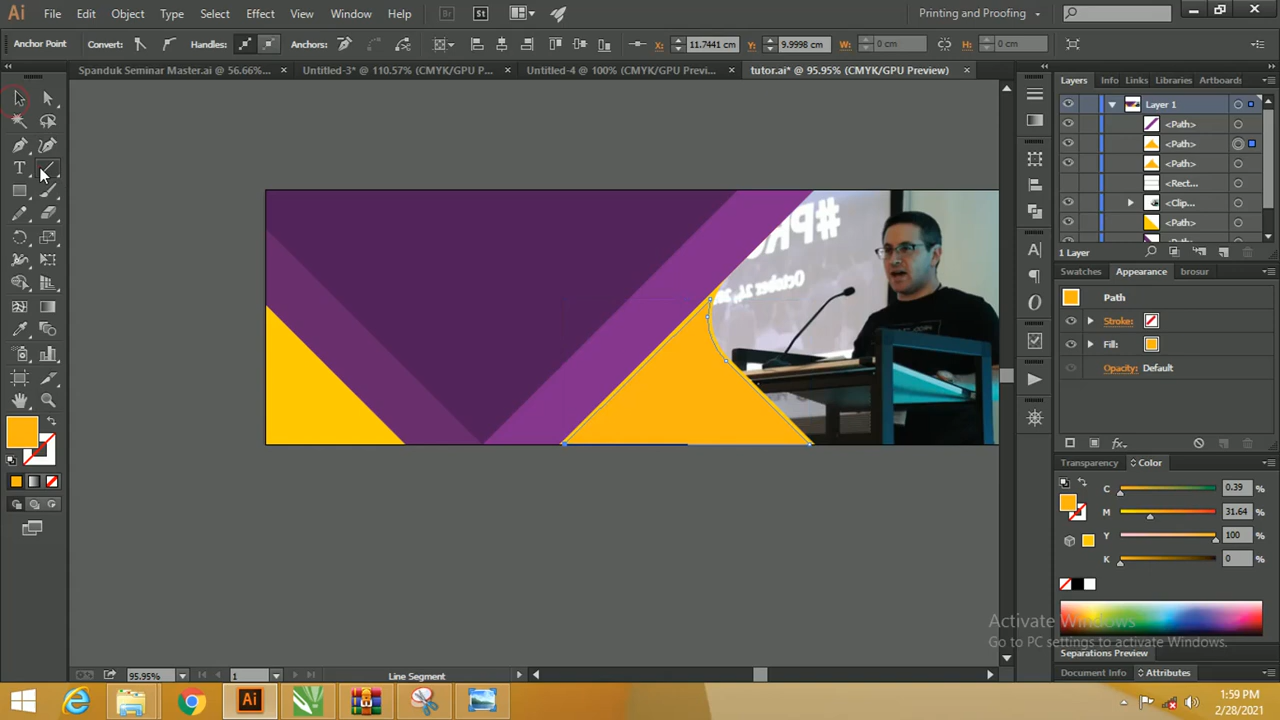 Ai File Edit Object Type Select Effect View Window Help Br St Printing and Proofing
Anchor Point Convert: Handles: Anchors: X: 11.7441 cm Y: 9.9998 cm W: 0 cm H: 0 cm
Spanduk Seminar Master.ai @ 56.66%... Untitled-3* @ 110.57% (CMYK/GPU P... Untitled-4 @ 100% (CMYK/GPU Previ... tutor.ai* @ 95.95% (CMYK/GPU Preview)
Layers Info Links Libraries Artboard
Layer 1
<Path>
<Path>
<Path>
<Rect...
<Clip...
<Path>
1 Layer
Swatches Appearance brosur
Path
Stroke:
Fill:
Opacity: Default
Transparency Color
C 0.39 %
M 31.64 %
Y 100 %
K 0 %
Activate Windows
Go to PC settings to activate Windows.
Separations Preview
Document Info Attributes
95.95% 1 Line Segment
1:59 PM
2/28/2021